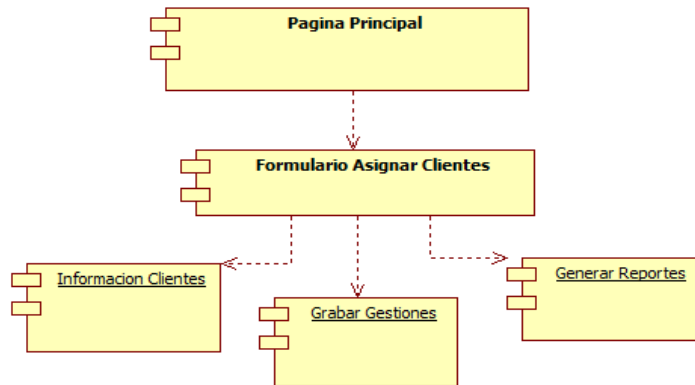 Pagina Principal
Formulario Asignar Clientes
Informacion Clientes
Grabar Gestiones
Generar Reportes